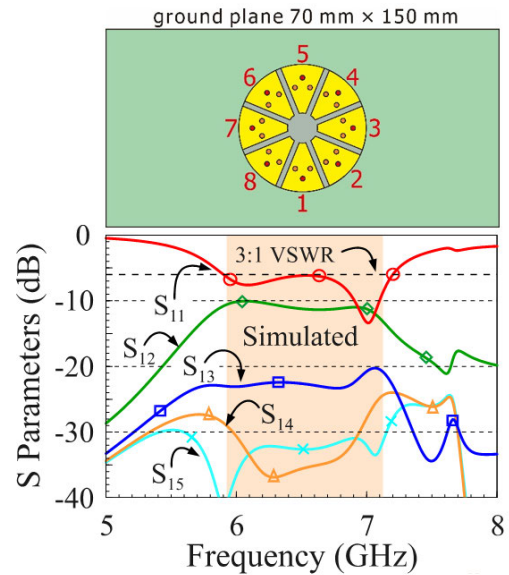 ground plane 70 mm × 150 mm
5
6
4
7
3
8
2
1
0
-10
-20
-30
-40
S Parameters (dB)
3:1 VSWR
S11
Simulated
S12
S13
S14
S15
5
6
7
8
Frequency (GHz)